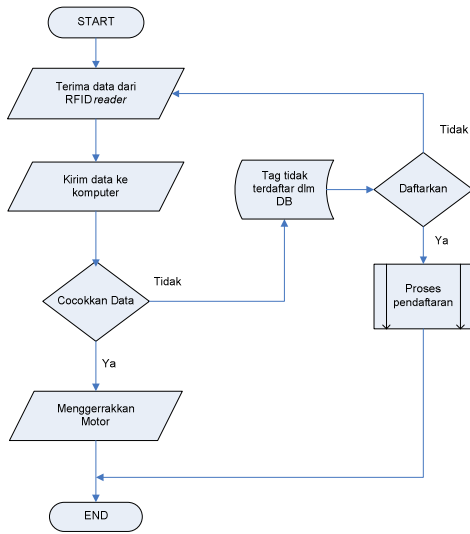 START
Terima data dari
RFID reader
Tidak
Kirim data ke
komputer
Tag tidak
terdaftar dlm
DB
Daftarkan
Ya
Tidak
Cocokkan Data
Proses
pendaftaran
Ya
Menggerrakkan
Motor
END